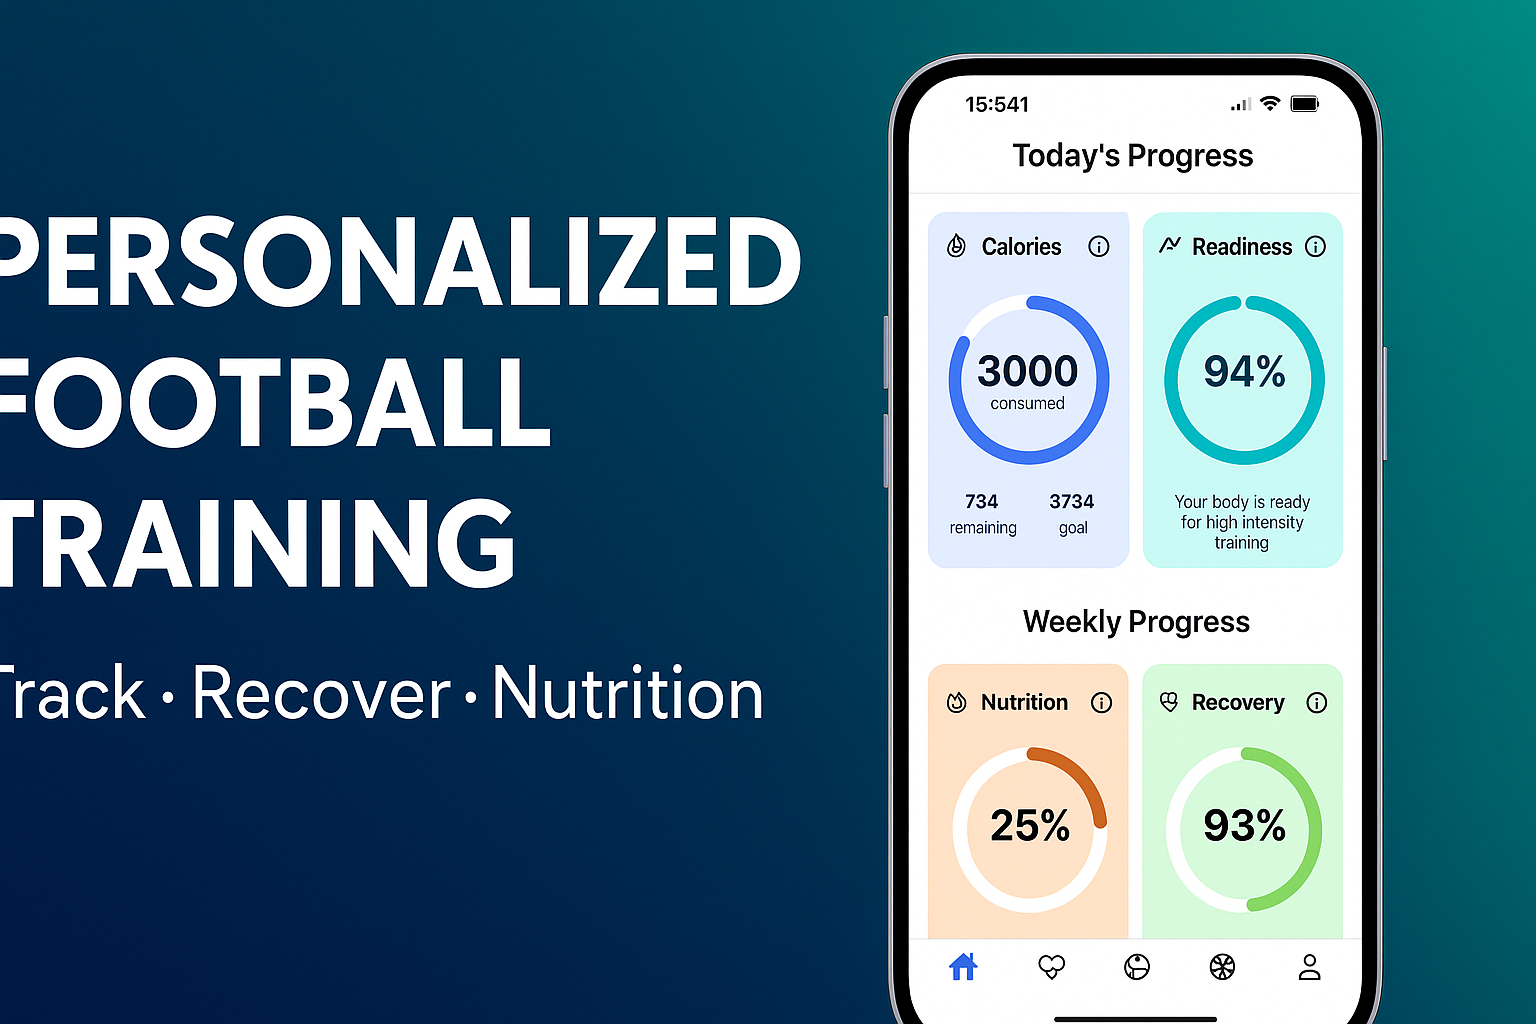 PERSONALIZED
FOOTBALL
TRAINING
Track · Recover · Nutrition
15:541
Today's Progress
Calories
Readiness
3000
consumed
94%
734
remaining
3734
goal
Your body is ready
for high intensity
training
Weekly Progress
Nutrition
Recovery
25%
93%